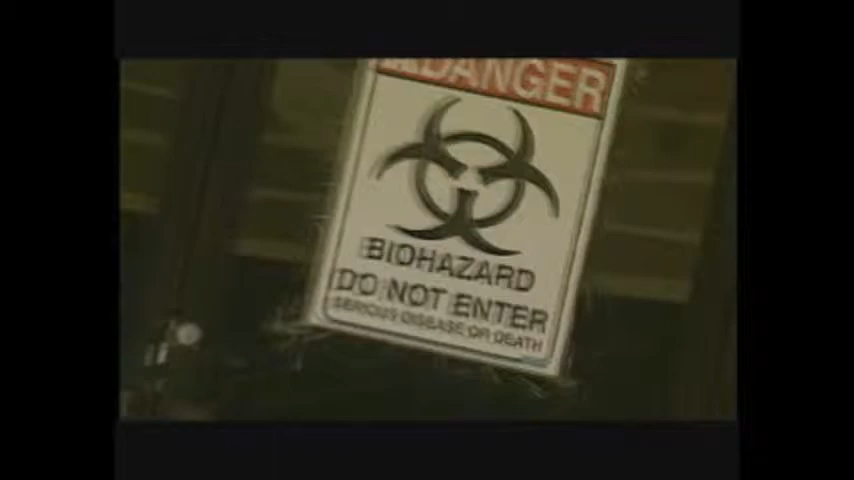 DANGER
BIOHAZARD
DO NOT ENTER
SERIOUS DISEASE OR DEATH